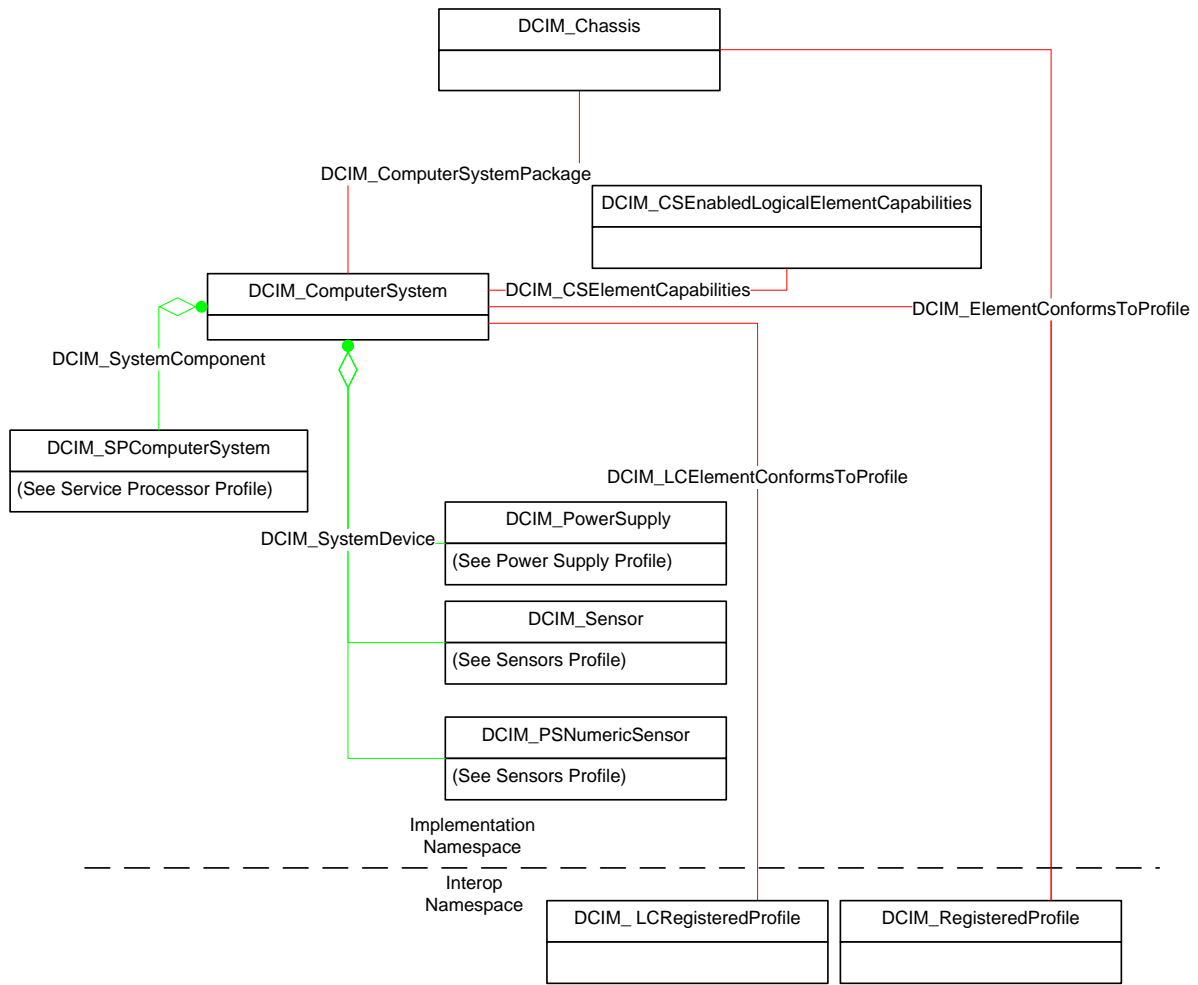 DCIM_Chassis
DCIM_ComputerSystemPackage
DCIM_CSEnabledLogicalElementCapabilities
DCIM_ComputerSystem
DCIM_CSElementCapabilities
DCIM_ElementConformsToProfile
DCIM_SystemComponent
DCIM_SPComputerSystem
(See Service Processor Profile)
DCIM_LCElementConformsToProfile
DCIM_PowerSupply
DCIM_SystemDevice
(See Power Supply Profile)
DCIM_Sensor
(See Sensors Profile)
DCIM_PSNumericSensor
(See Sensors Profile)
Implementation
Namespace
Interop
Namespace
DCIM_ LCRegisteredProfile
DCIM_RegisteredProfile